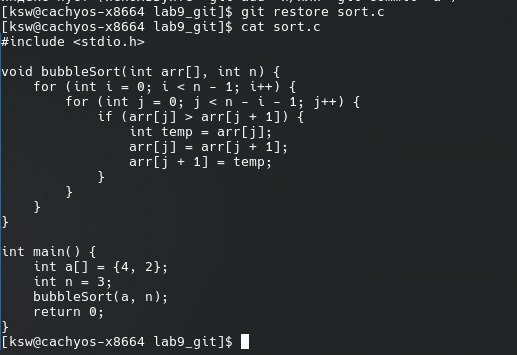 [ksw@cachyos-x8664 lab9_git]$ git restore sort.c
[ksw@cachyos-x8664 lab9_git]$ cat sort.c
#include <stdio.h>

void bubbleSort(int arr[], int n) {
    for (int i = 0; i < n - 1; i++) {
        for (int j = 0; j < n - i - 1; j++) {
            if (arr[j] > arr[j + 1]) {
                int temp = arr[j];
                arr[j] = arr[j + 1];
                arr[j + 1] = temp;
            }
        }
    }
}

int main() {
    int a[] = {4, 2};
    int n = 3;
    bubbleSort(a, n);
    return 0;
}
[ksw@cachyos-x8664 lab9_git]$